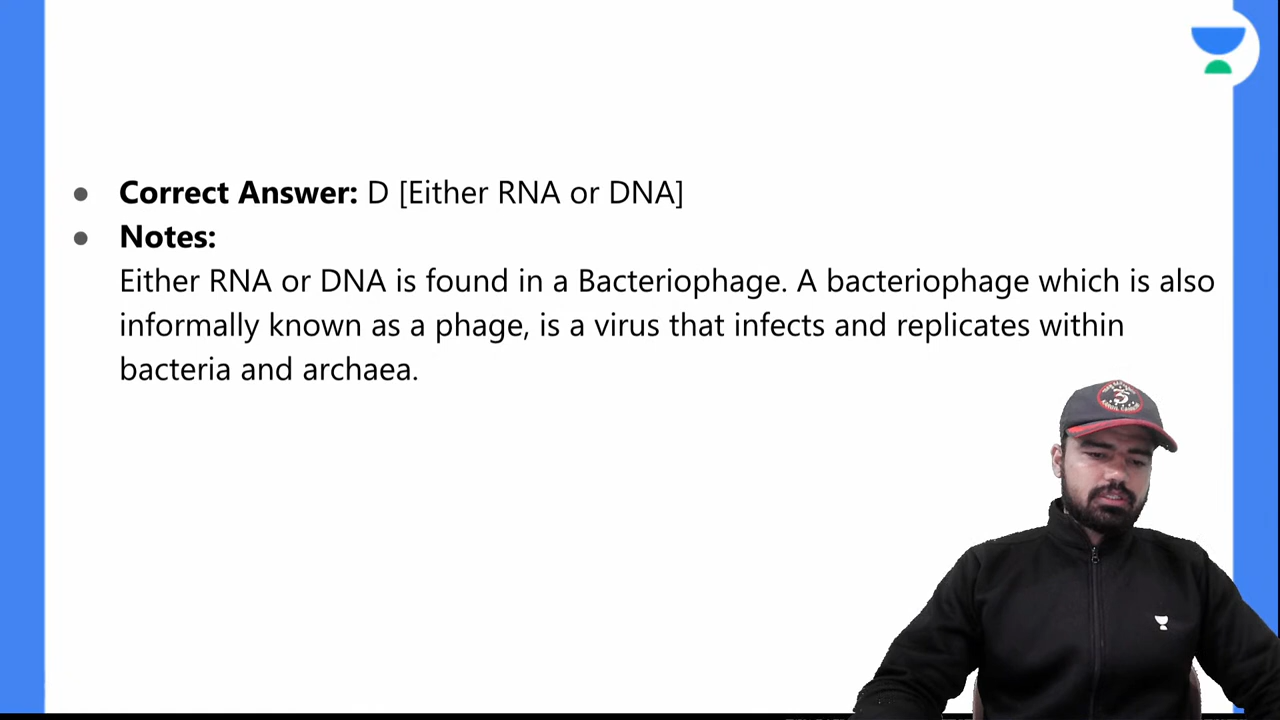 Correct Answer: D [Either RNA or DNA]
Notes:
Either RNA or DNA is found in a Bacteriophage. A bacteriophage which is also
informally known as a phage, is a virus that infects and replicates within
bacteria and archaea.